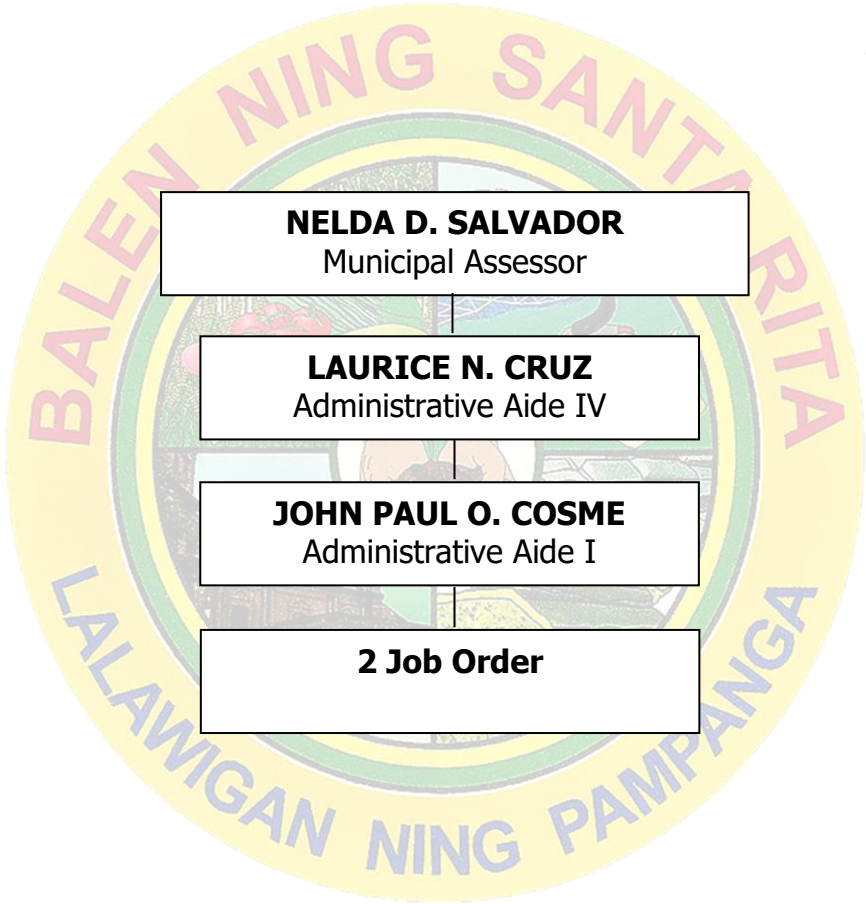 BALEN NING SANTA RITA
NELDA D. SALVADOR
Municipal Assessor
LAURICE N. CRUZ
Administrative Aide IV
JOHN PAUL O. COSME
Administrative Aide I
2 Job Order
LALAWIGAN NING PAMPANGA